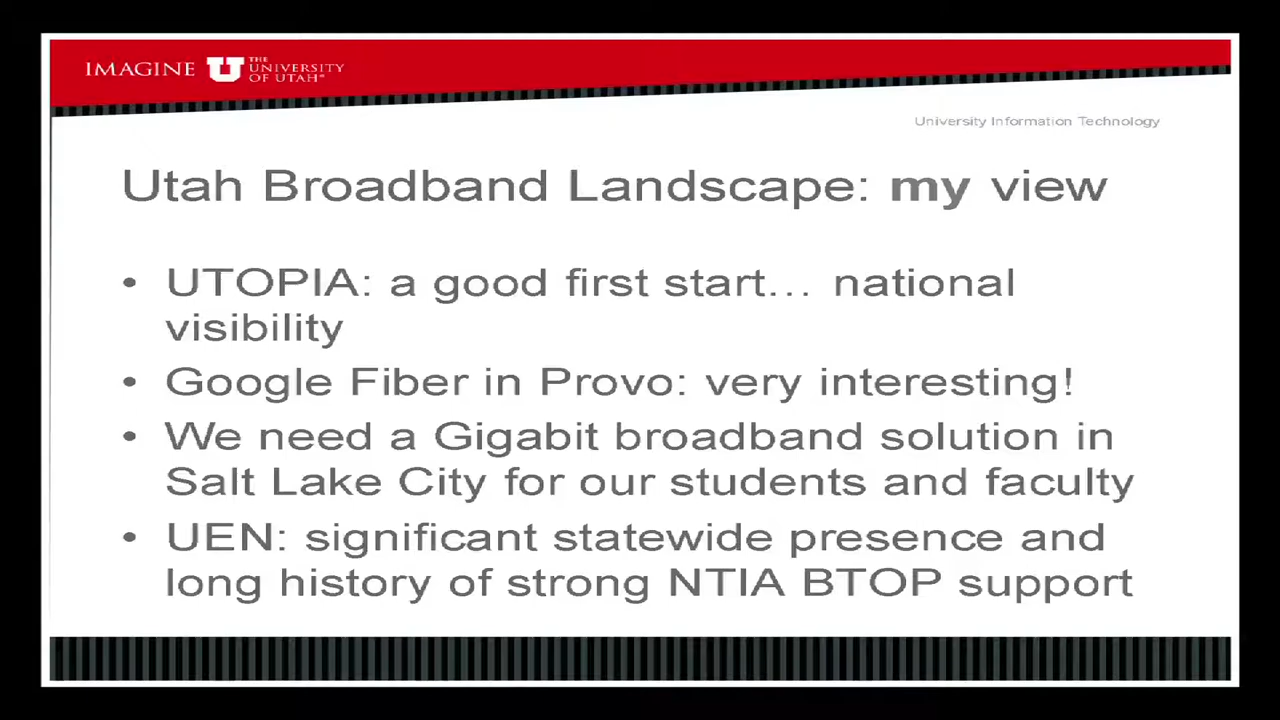 IMAGINE U THE UNIVERSITY OF UTAH®
University Information Technology
Utah Broadband Landscape: my view
• UTOPIA: a good first start… national
visibility
• Google Fiber in Provo: very interesting!
• We need a Gigabit broadband solution in
Salt Lake City for our students and faculty
• UEN: significant statewide presence and
long history of strong NTIA BTOP support